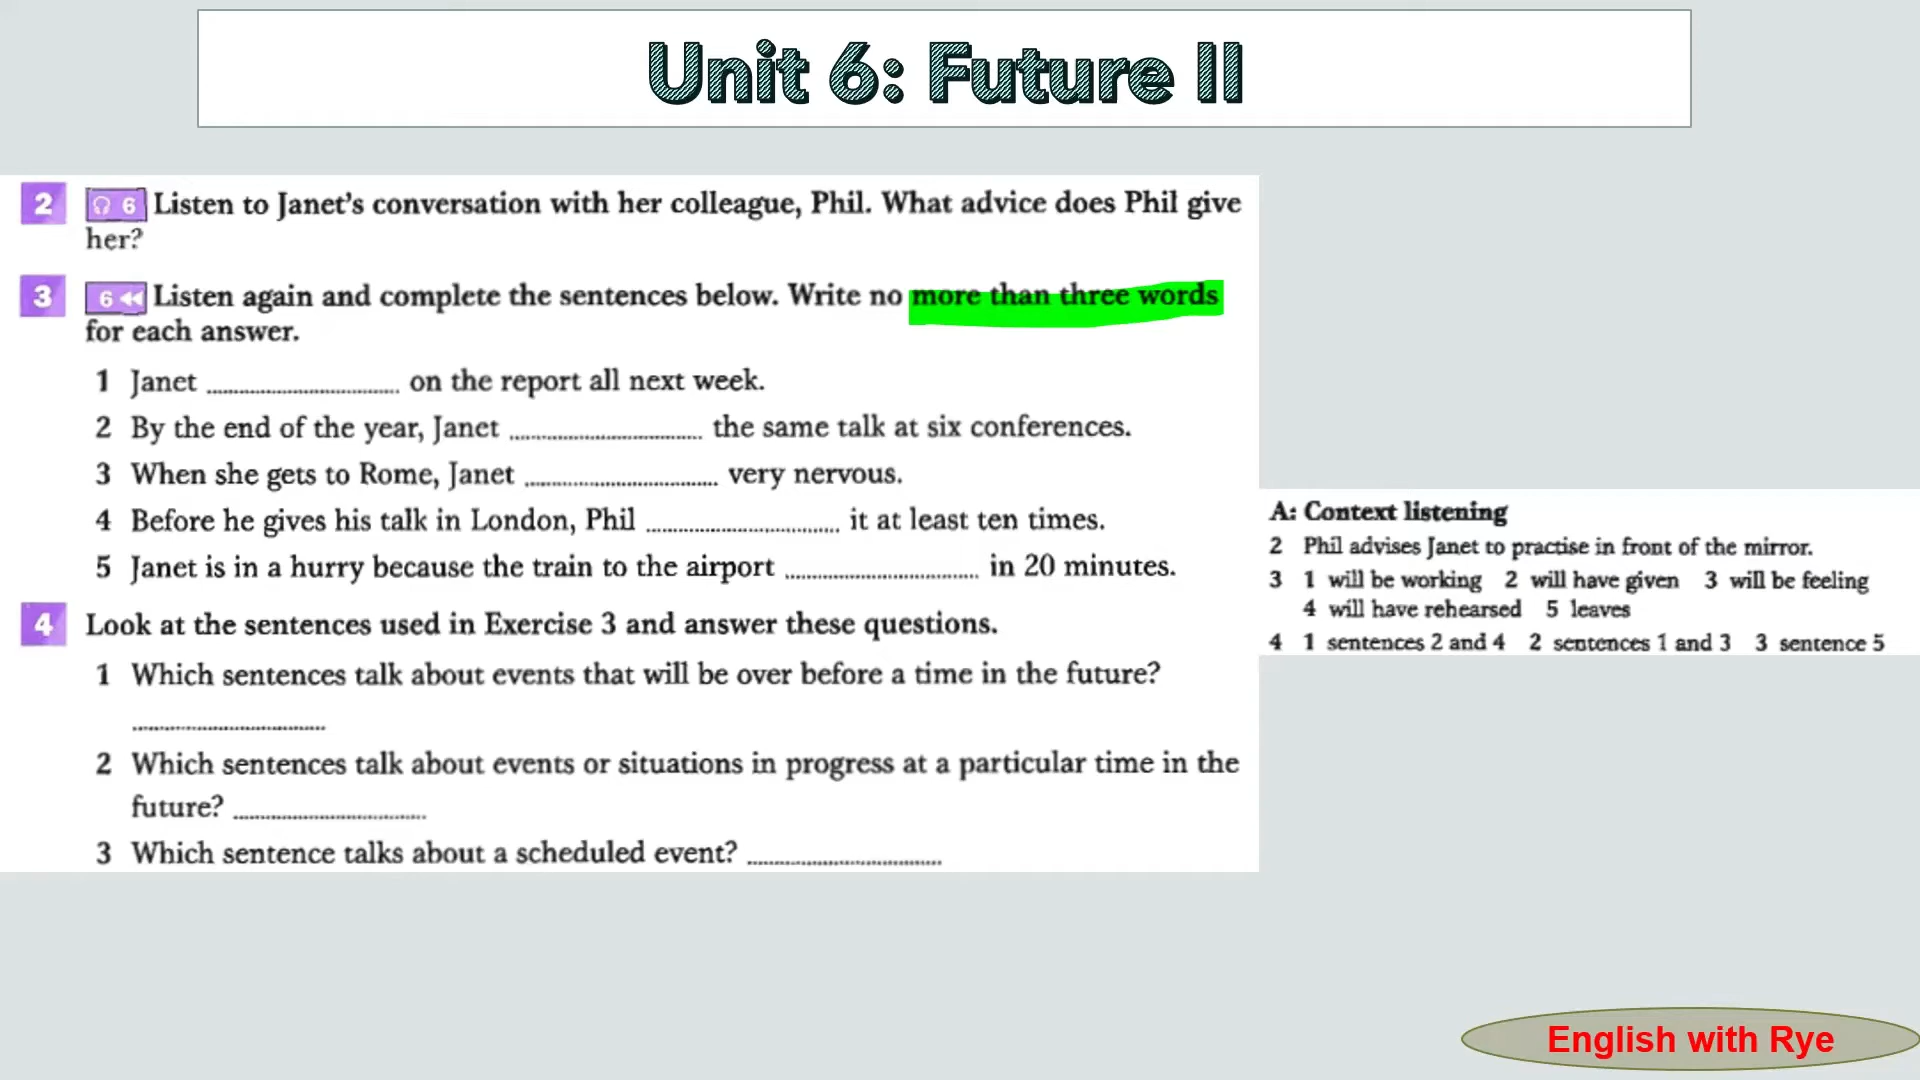 Unit 6: Future II
2 6 Listen to Janet's conversation with her colleague, Phil. What advice does Phil give
her?
3 6 Listen again and complete the sentences below. Write no more than three words
for each answer.
1 Janet ................................ on the report all next week.
2 By the end of the year, Janet ................................ the same talk at six conferences.
3 When she gets to Rome, Janet ................................ very nervous.
4 Before he gives his talk in London, Phil ................................ it at least ten times.
5 Janet is in a hurry because the train to the airport ................................ in 20 minutes.
4 Look at the sentences used in Exercise 3 and answer these questions.
1 Which sentences talk about events that will be over before a time in the future?
................................
2 Which sentences talk about events or situations in progress at a particular time in the
future? ................................
3 Which sentence talks about a scheduled event? ................................
A: Context listening
2 Phil advises Janet to practise in front of the mirror.
3 1 will be working 2 will have given 3 will be feeling
4 will have rehearsed 5 leaves
4 1 sentences 2 and 4 2 sentences 1 and 3 3 sentence 5
English with Rye